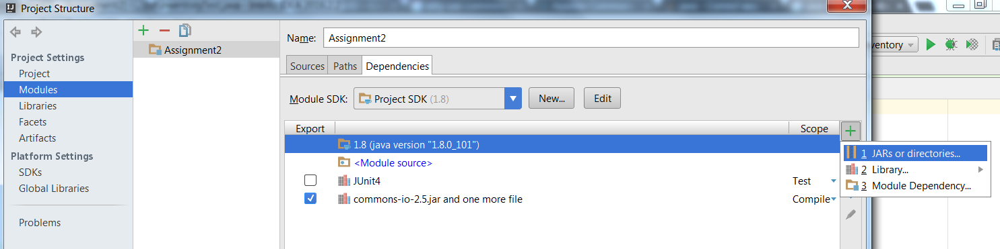 Project Structure
Project Settings
Project
Modules
Libraries
Facets
Artifacts
Platform Settings
SDKs
Global Libraries
Problems
Assignment2
Name: Assignment2
Sources Paths Dependencies
Module SDK: Project SDK (1.8) New... Edit
Export Scope
1.8 (java version "1.8.0_101")
<Module source>
JUnit4 Test
commons-io-2.5.jar and one more file Compile
1 JARs or directories...
2 Library...
3 Module Dependency...
ventory